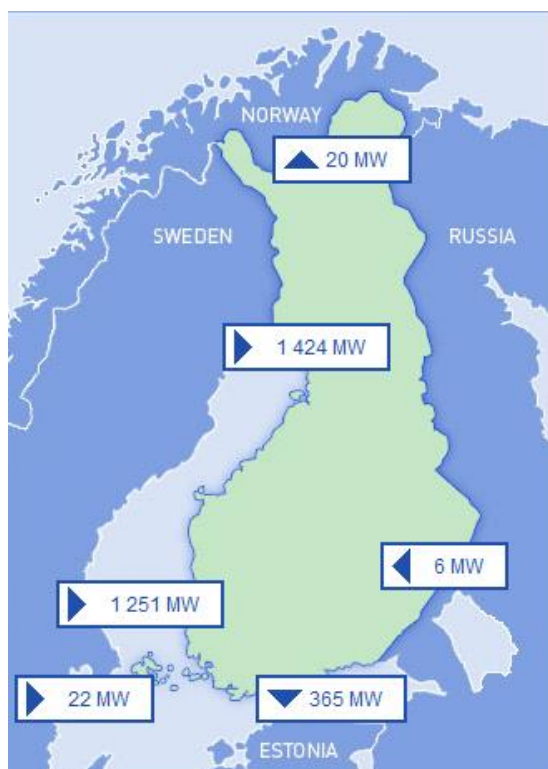 NORWAY
20 MW
SWEDEN
RUSSIA
1 424 MW
6 MW
1 251 MW
22 MW
365 MW
ESTONIA